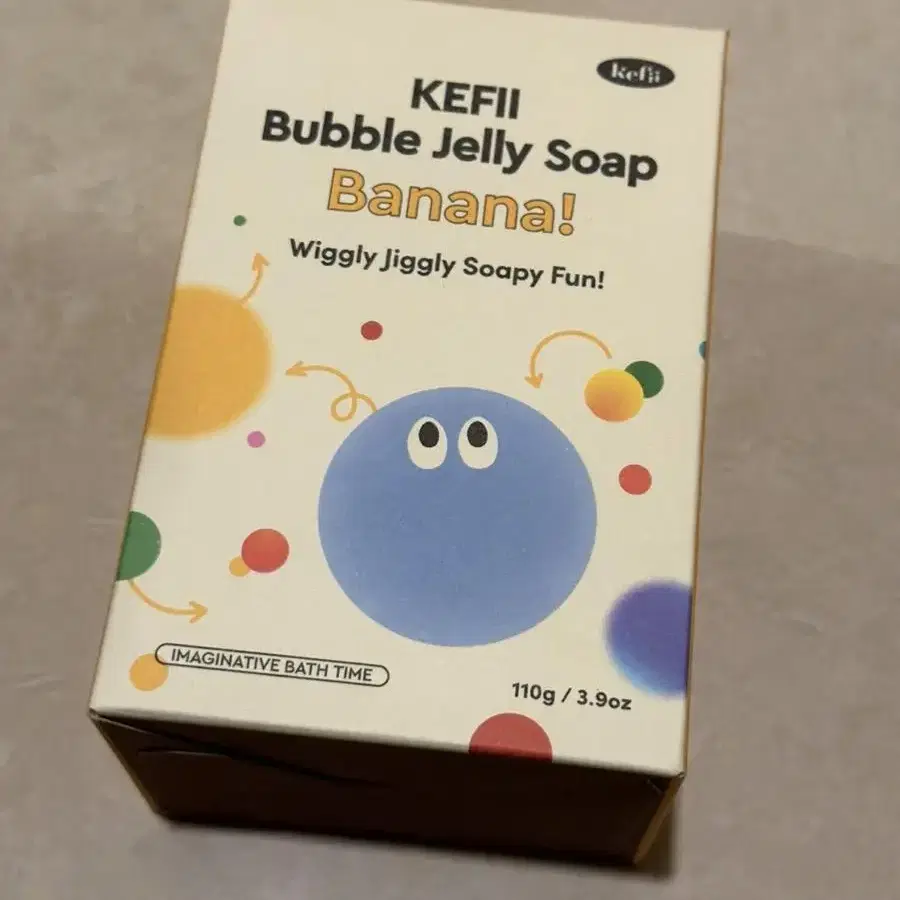 Kefii
KEFII
Bubble Jelly Soap
Banana!
Wiggly Jiggly Soapy Fun!
IMAGINATIVE BATH TIME
110g / 3.9oz